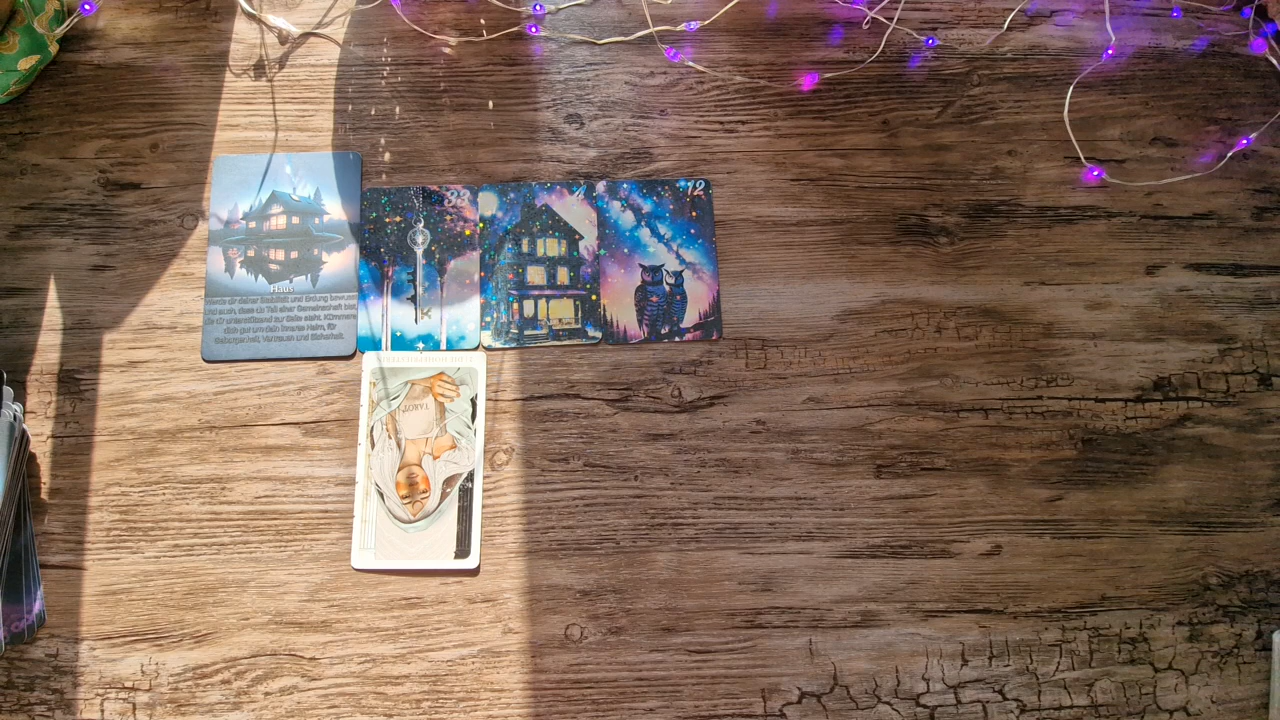 33
4
12
Haus
Werde dir deiner Stabilität und Erdung bewusst
und auch, dass du Teil einer Gemeinschaft bist,
die dir unterstützend zur Seite steht. Kümmere
dich gut um dein inneres Heim, für
Geborgenheit, Vertrauen und Sicherheit.
TORA